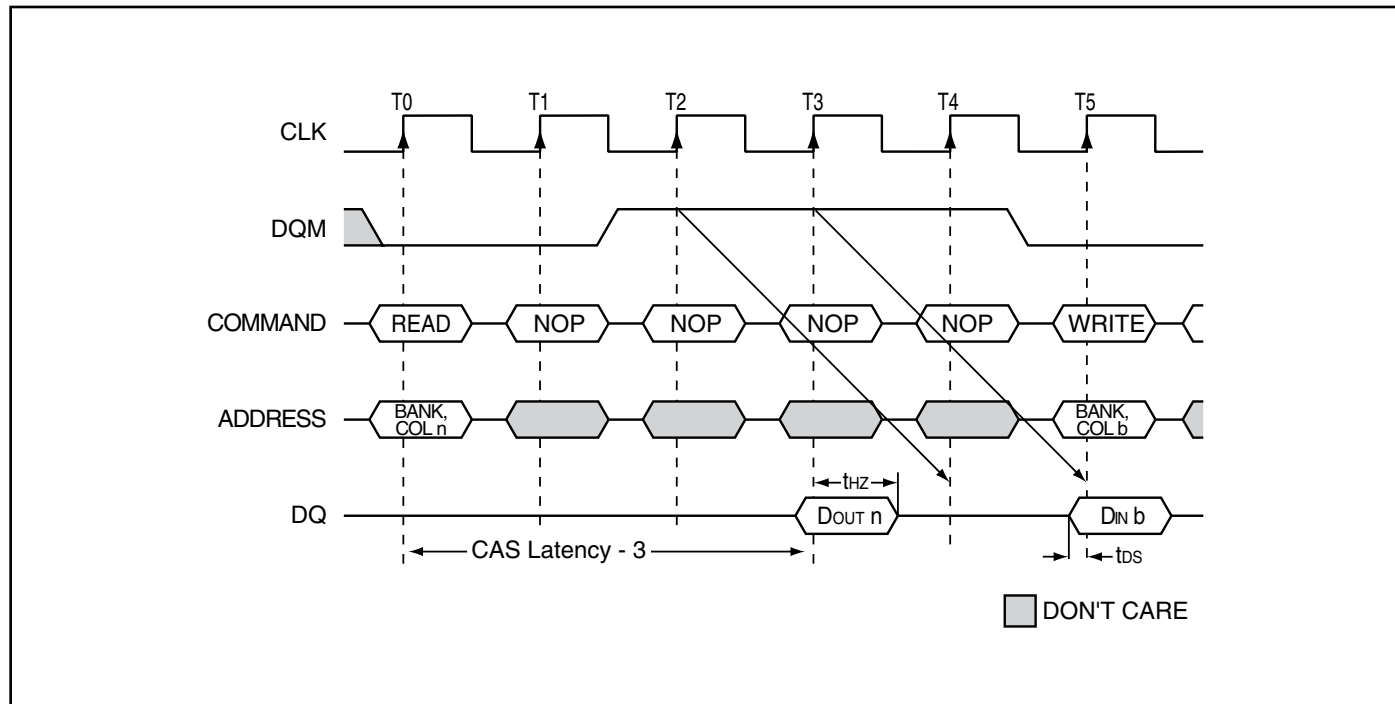 T0 T1 T2 T3 T4 T5
CLK
DQM
COMMAND READ NOP NOP NOP NOP WRITE
ADDRESS BANK, COL n BANK, COL b
tHZ
DQ DOUT n DIN b
CAS Latency - 3 tDS
DON'T CARE